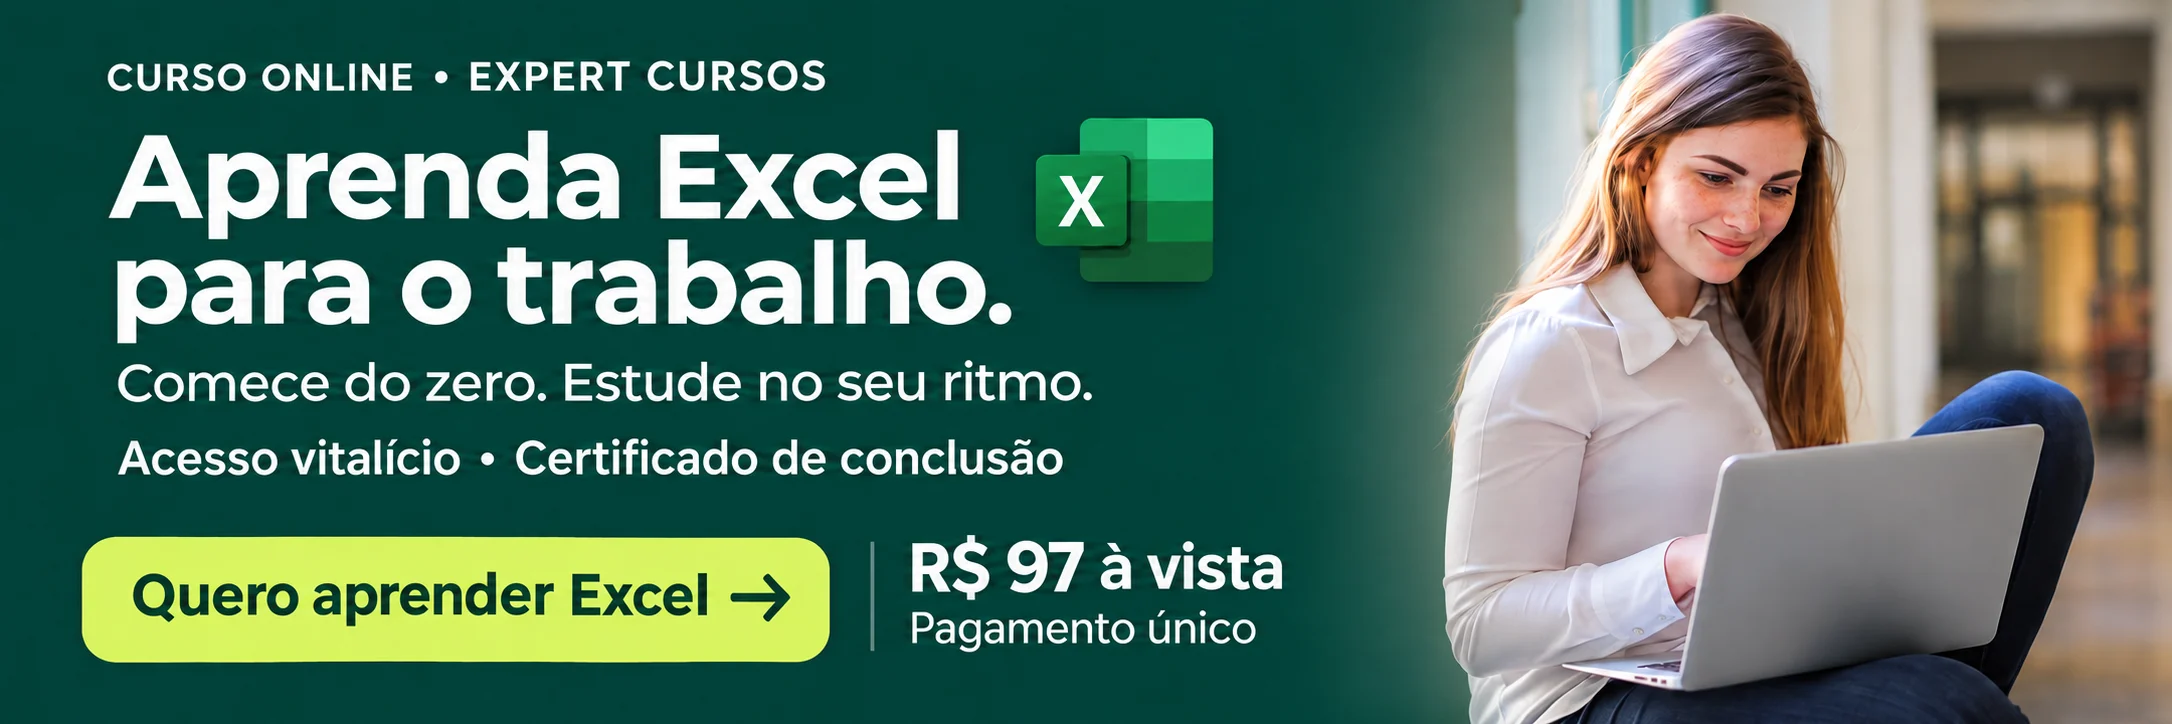 CURSO ONLINE • EXPERT CURSOS
Aprenda Excel
para o trabalho.
X
Comece do zero. Estude no seu ritmo.
Acesso vitalício • Certificado de conclusão
Quero aprender Excel →
R$ 97 à vista
Pagamento único